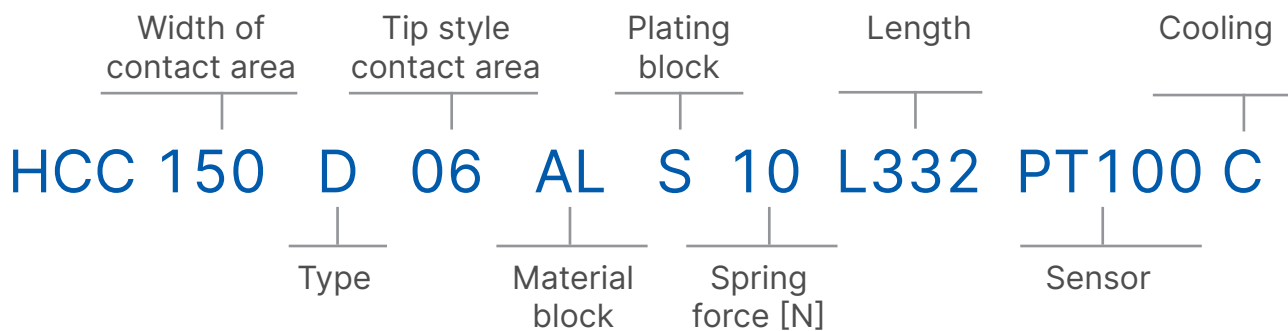 Width of
contact area
Tip style
contact area
Plating
block
Length
Cooling
HCC 150 D 06 AL S 10 L332 PT100 C
Type
Material
block
Spring
force [N]
Sensor